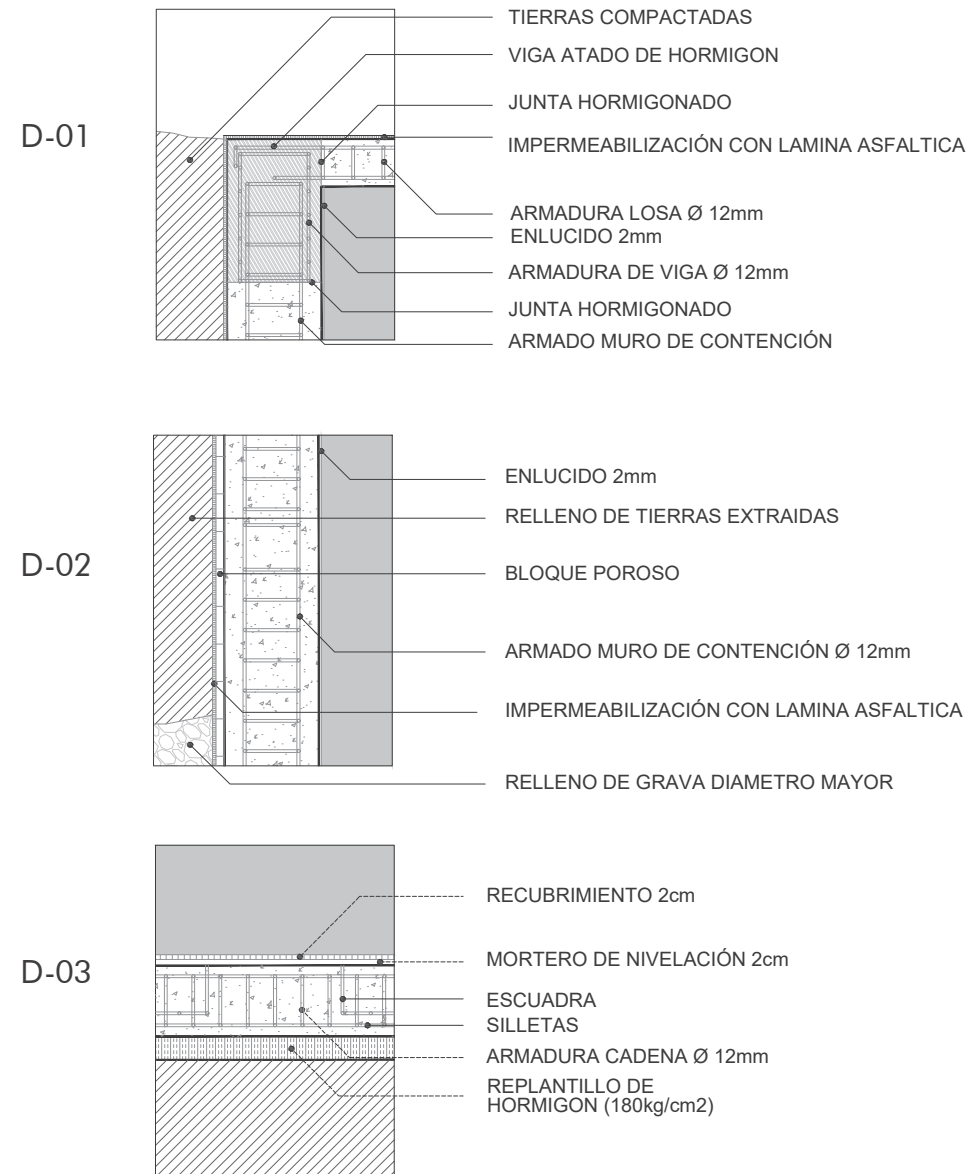 D-01
TIERRAS COMPACTADAS
VIGA ATADO DE HORMIGON
JUNTA HORMIGONADO
IMPERMEABILIZACIÓN CON LAMINA ASFALTICA
ARMADURA LOSA Ø 12mm
ENLUCIDO 2mm
ARMADURA DE VIGA Ø 12mm
JUNTA HORMIGONADO
ARMADO MURO DE CONTENCIÓN
D-02
ENLUCIDO 2mm
RELLENO DE TIERRAS EXTRAIDAS
BLOQUE POROSO
ARMADO MURO DE CONTENCIÓN Ø 12mm
IMPERMEABILIZACIÓN CON LAMINA ASFALTICA
RELLENO DE GRAVA DIAMETRO MAYOR
D-03
RECUBRIMIENTO 2cm
MORTERO DE NIVELACIÓN 2cm
ESCUADRA
SILLETAS
ARMADURA CADENA Ø 12mm
REPLANTILLO DE
HORMIGON (180kg/cm2)